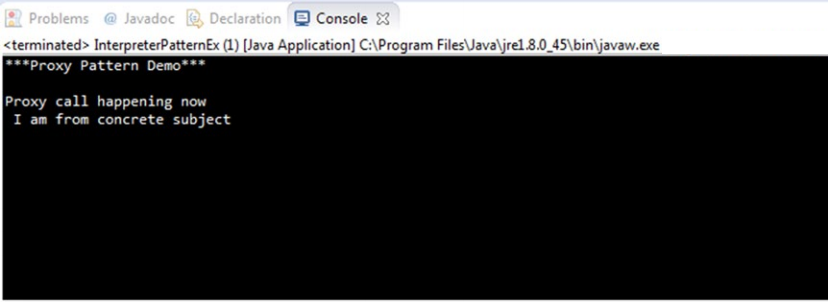 Problems @ Javadoc Declaration Console
<terminated> InterpreterPatternEx (1) [Java Application] C:\Program Files\Java\jre1.8.0_45\bin\javaw.exe
***Proxy Pattern Demo***
Proxy call happening now
I am from concrete subject